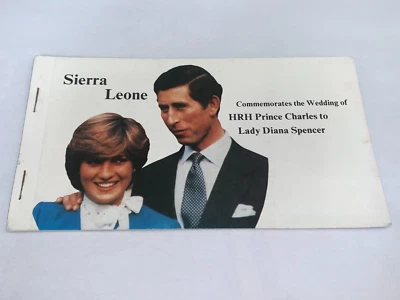 Sierra
Leone
Commemorates the Wedding of
HRH Prince Charles to
Lady Diana Spencer